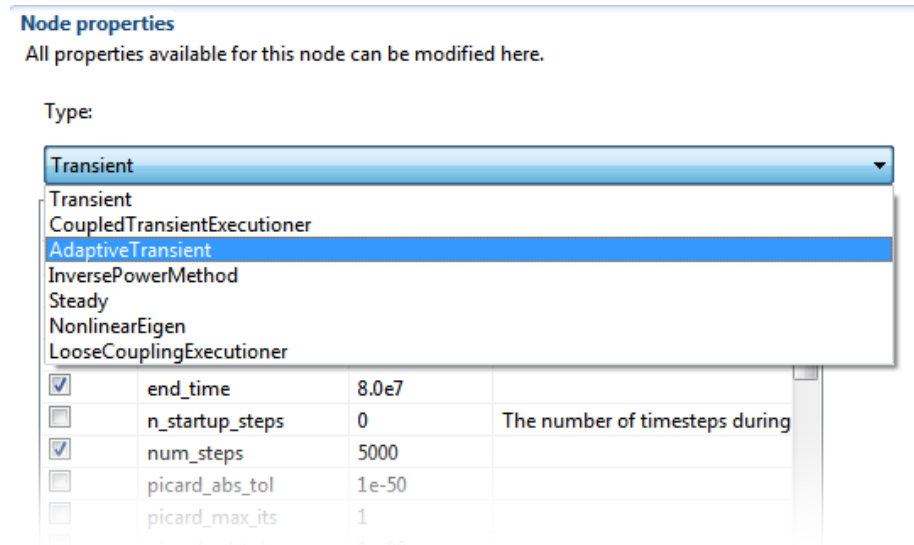 Node properties
All properties available for this node can be modified here.
Type:
Transient
Transient
CoupledTransientExecutioner
AdaptiveTransient
InversePowerMethod
Steady
NonlinearEigen
LooseCouplingExecutioner
end_time 8.0e7
n_startup_steps 0 The number of timesteps during
num_steps 5000
picard_abs_tol 1e-50
picard_max_its 1